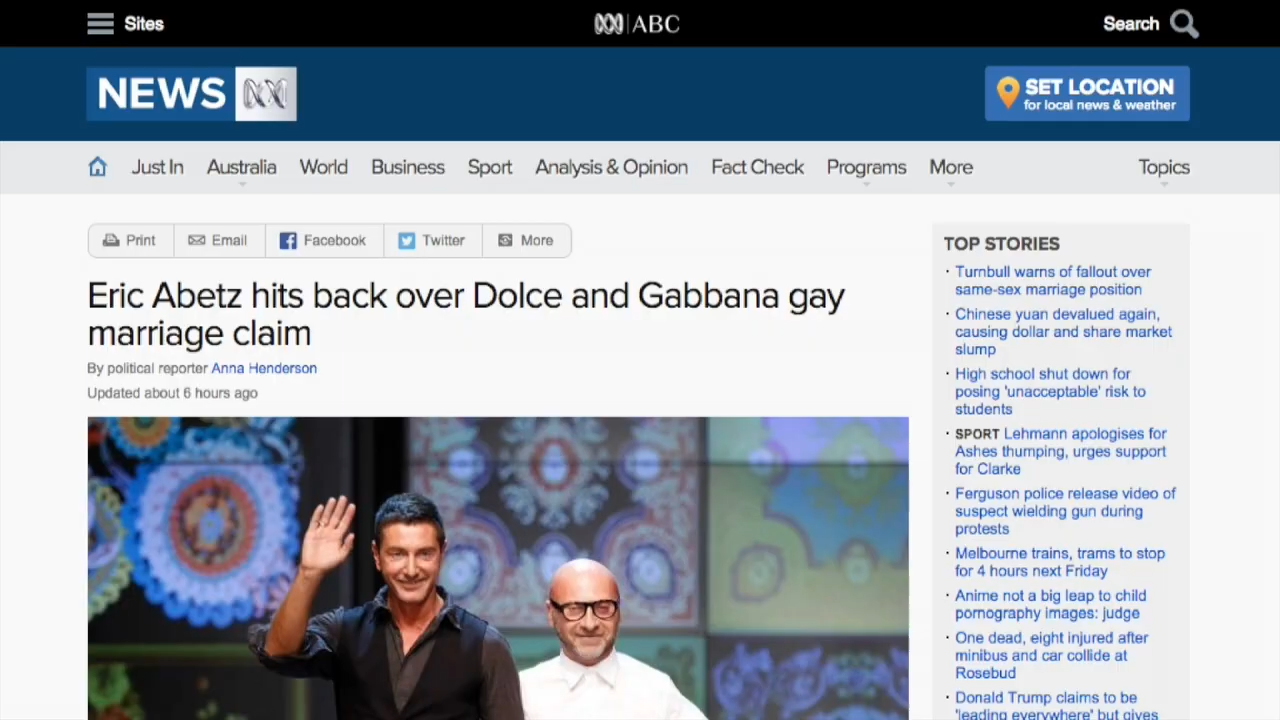 Sites
ABC
Search
NEWS
SET LOCATION
for local news & weather
Just In
Australia
World
Business
Sport
Analysis & Opinion
Fact Check
Programs
More
Topics
Print
Email
Facebook
Twitter
More
Eric Abetz hits back over Dolce and Gabbana gay
marriage claim
By political reporter Anna Henderson
Updated about 6 hours ago
TOP STORIES
Turnbull warns of fallout over
same-sex marriage position
Chinese yuan devalued again,
causing dollar and share market
slump
High school shut down for
posing 'unacceptable' risk to
students
SPORT Lehmann apologises for
Ashes thumping, urges support
for Clarke
Ferguson police release video of
suspect wielding gun during
protests
Melbourne trains, trams to stop
for 4 hours next Friday
Anime not a big leap to child
pornography images: judge
One dead, eight injured after
minibus and car collide at
Rosebud
Donald Trump claims to be
'leading everywhere' but gives